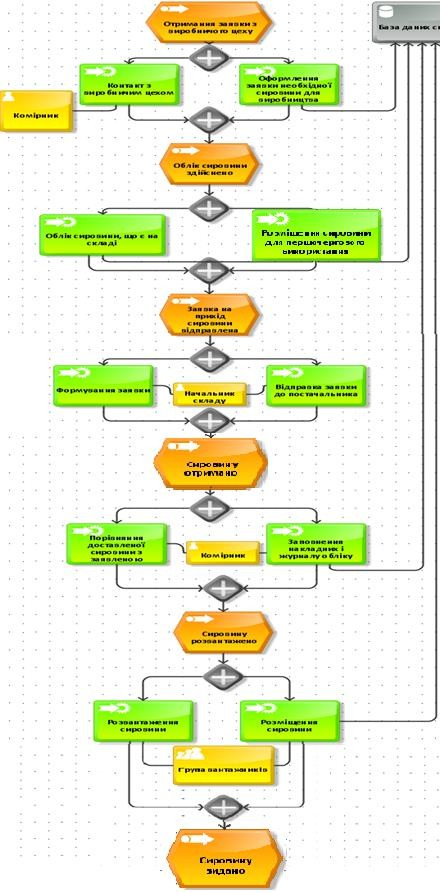 Отримання заявки з
виробничого цеху
База даних
Контакт з
виробничим цехом
Оформлення
заявки необхідної
сировини для
виробництва
Комірник
Облік сировини
здійснено
Облік сировини, що є на
складі
Розміщення сировини
для першочергового
використання
Заявка на
прихід
сировини
відправлена
Формування заявки
Начальник
складу
Відправка заявки
до постачальника
Сировину
отримано
Порівняння
доставленої
сировини з
заявленою
Комірник
Заповнення
накладних і
журналу обліку
Сировину
розвантажено
Розвантаження
сировини
Розміщення
сировини
Група вантажників
Сировину
видано